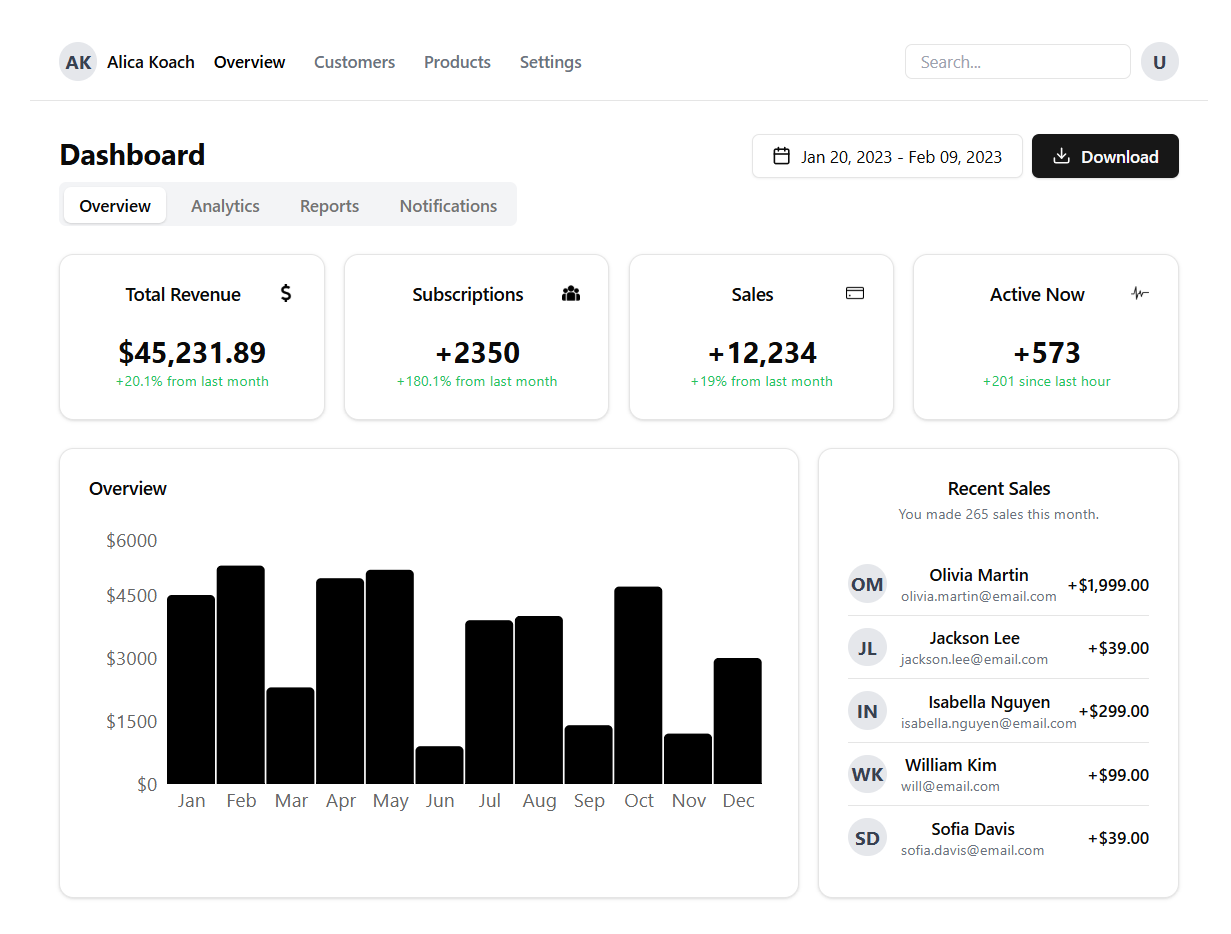 AK Alica Koach Overview Customers Products Settings Search... U
Dashboard
Jan 20, 2023 - Feb 09, 2023 Download
Overview Analytics Reports Notifications
Total Revenue $
$45,231.89
+20.1% from last month
Subscriptions
+2350
+180.1% from last month
Sales
+12,234
+19% from last month
Active Now
+573
+201 since last hour
Overview
$6000
$4500
$3000
$1500
$0
Jan Feb Mar Apr May Jun Jul Aug Sep Oct Nov Dec
Recent Sales
You made 265 sales this month.
OM Olivia Martin +$1,999.00
olivia.martin@email.com
JL Jackson Lee +$39.00
jackson.lee@email.com
IN Isabella Nguyen +$299.00
isabella.nguyen@email.com
WK William Kim +$99.00
will@email.com
SD Sofia Davis +$39.00
sofia.davis@email.com